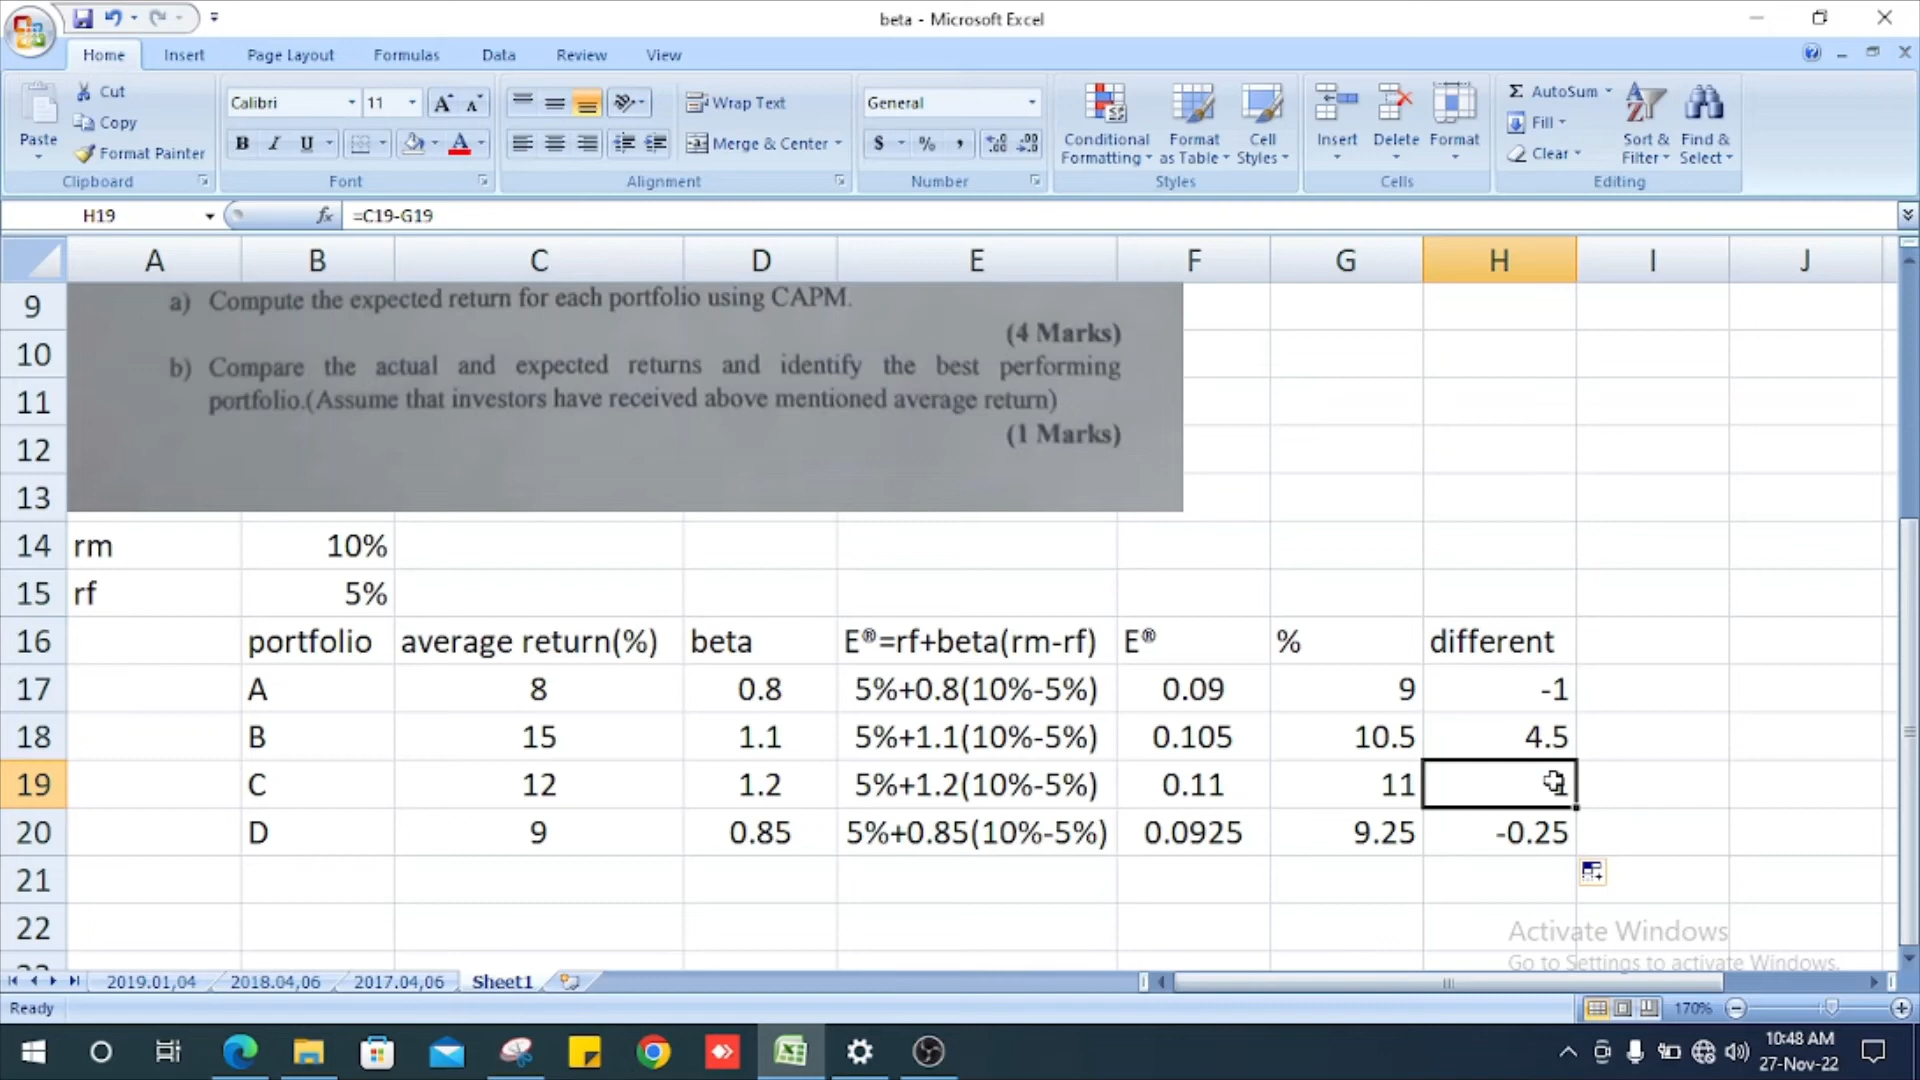 beta - Microsoft Excel
Home Insert Page Layout Formulas Data Review View
Paste
Cut
Copy
Format Painter
Clipboard
Calibri 11
B I U
Font
Wrap Text
Merge & Center
Alignment
General
$ % ,
Number
Conditional Formatting
Format as Table
Cell Styles
Styles
Insert Delete Format
Cells
Σ AutoSum
Fill
Clear
Sort & Filter
Find & Select
Editing
H19 fx =C19-G19
A B C D E F G H I J
9 a) Compute the expected return for each portfolio using CAPM.
(4 Marks)
10 b) Compare the actual and expected returns and identify the best performing
11 portfolio.(Assume that investors have received above mentioned average return)
12 (1 Marks)
13
14 rm 10%
15 rf 5%
16 portfolio average return(%) beta E®=rf+beta(rm-rf) E® % different
17 A 8 0.8 5%+0.8(10%-5%) 0.09 9 -1
18 B 15 1.1 5%+1.1(10%-5%) 0.105 10.5 4.5
19 C 12 1.2 5%+1.2(10%-5%) 0.11 11 1
20 D 9 0.85 5%+0.85(10%-5%) 0.0925 9.25 -0.25
21
22
Activate Windows
Go to Settings to activate Windows.
2019.01,04 2018.04,06 2017.04,06 Sheet1
Ready 170%
10:48 AM
27-Nov-22